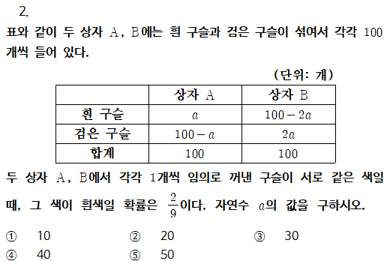 2.
표와 같이 두 상자 A, B에는 흰 구슬과 검은 구슬이 섞여서 각각 100
개씩 들어 있다.
(단위: 개)
상자 A 상자 B
흰 구슬 a 100-2a
검은 구슬 100-a 2a
합계 100 100
두 상자 A, B에서 각각 1개씩 임의로 꺼낸 구슬이 서로 같은 색일
때, 그 색이 흰색일 확률은 2/9이다. 자연수 a의 값을 구하시오.
① 10 ② 20 ③ 30
④ 40 ⑤ 50